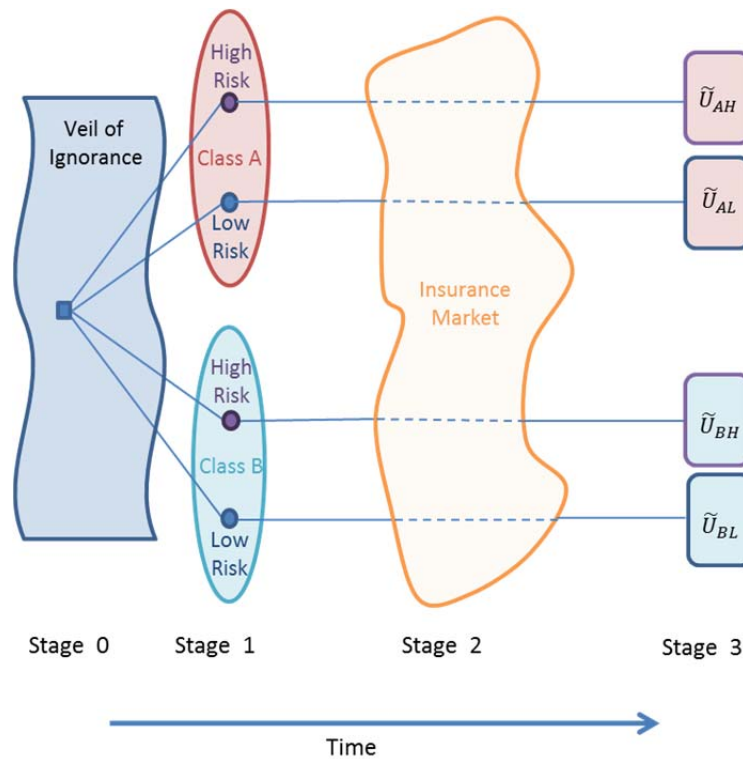 High
Risk
Veil of
Ignorance
Class A
Low
Risk
Ũ_AH
Ũ_AL
Insurance
Market
High
Risk
Class B
Low
Risk
Ũ_BH
Ũ_BL
Stage 0
Stage 1
Stage 2
Stage 3
Time